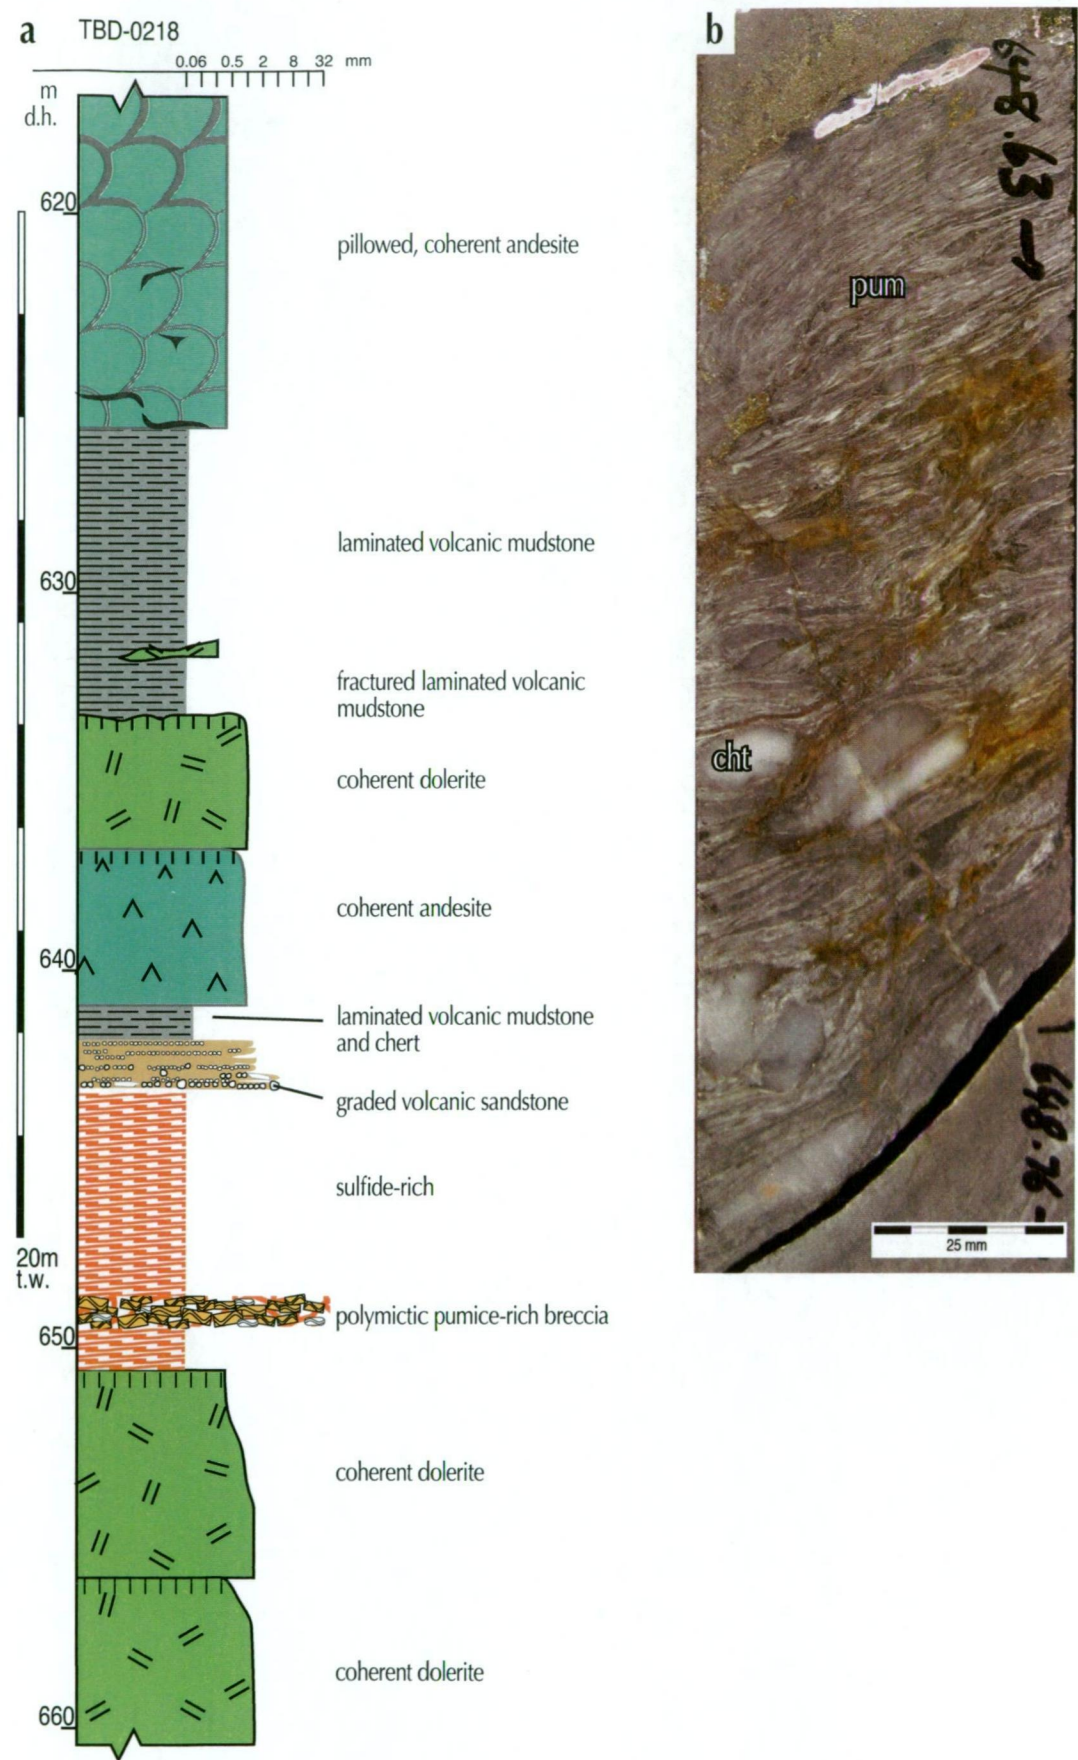 a TBD-0218
0.06 0.5 2 8 32 mm
m
d.h.
620
pillowed, coherent andesite
laminated volcanic mudstone
630
fractured laminated volcanic
mudstone
coherent dolerite
coherent andesite
640
laminated volcanic mudstone
and chert
graded volcanic sandstone
sulfide-rich
20m
t.w.
polymictic pumice-rich breccia
650
coherent dolerite
coherent dolerite
660
b
648.63
pum
cht
648.76
25 mm